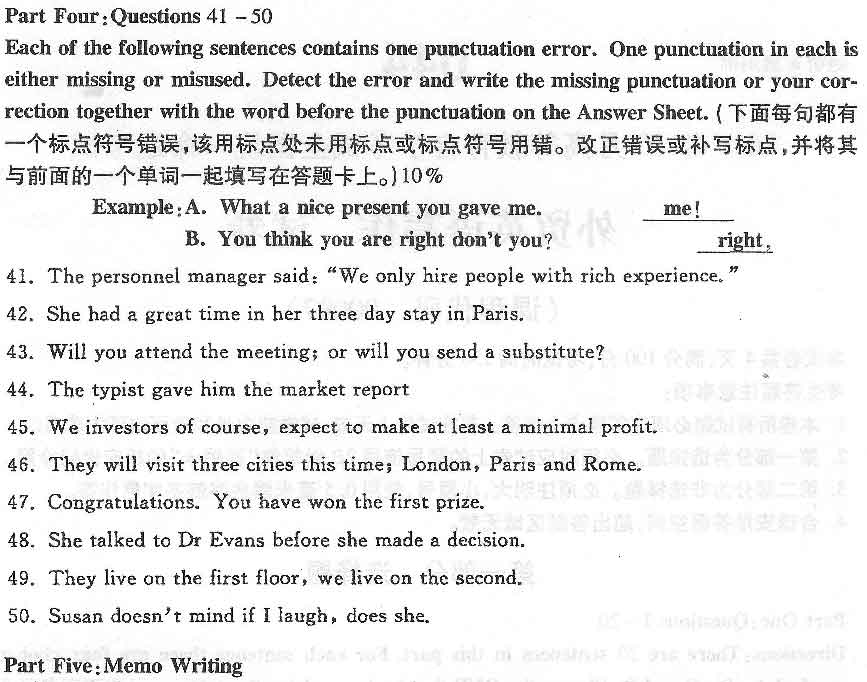 Part Four:Questions 41 – 50
Each of the following sentences contains one punctuation error. One punctuation in each is
either missing or misused. Detect the error and write the missing punctuation or your cor-
rection together with the word before the punctuation on the Answer Sheet. (下面每句都有
一个标点符号错误,该用标点处未用标点或标点符号用错。改正错误或补写标点,并将其
与前面的一个单词一起填写在答题卡上。)10%
Example:A. What a nice present you gave me. me!
B. You think you are right don't you? right,
41. The personnel manager said: “We only hire people with rich experience.”
42. She had a great time in her three day stay in Paris.
43. Will you attend the meeting; or will you send a substitute?
44. The typist gave him the market report
45. We investors of course, expect to make at least a minimal profit.
46. They will visit three cities this time; London, Paris and Rome.
47. Congratulations. You have won the first prize.
48. She talked to Dr Evans before she made a decision.
49. They live on the first floor, we live on the second.
50. Susan doesn't mind if I laugh, does she.
Part Five:Memo Writing